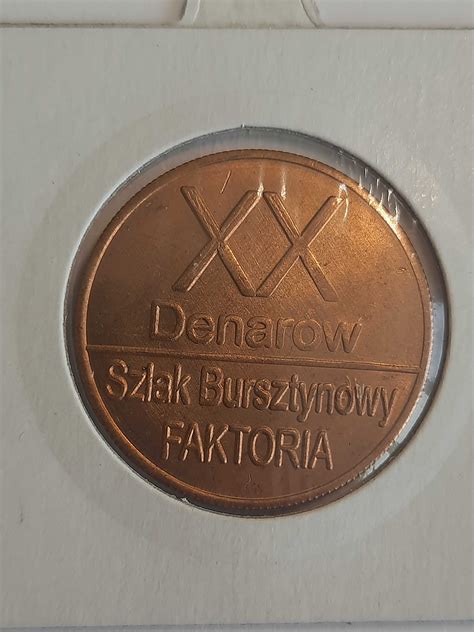 XX
Denarów
Szlak Bursztynowy
FAKTORIA